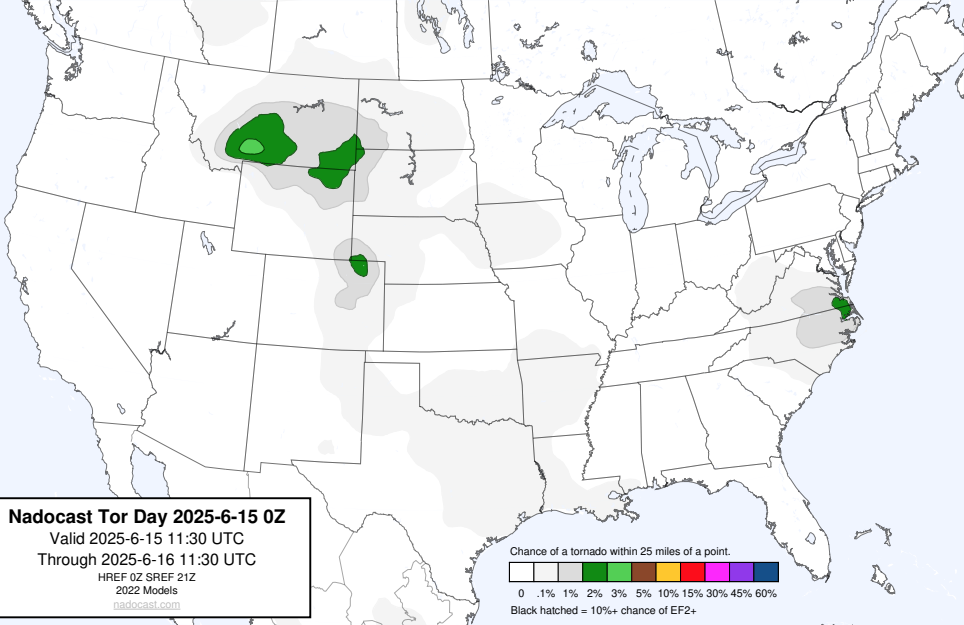 Nadocast Tor Day 2025-6-15 0Z
Valid 2025-6-15 11:30 UTC
Through 2025-6-16 11:30 UTC
HREF 0Z SREF 21Z
2022 Models
nadocast.com
Chance of a tornado within 25 miles of a point.
0 .1% 1% 2% 3% 5% 10% 15% 30% 45% 60%
Black hatched = 10%+ chance of EF2+